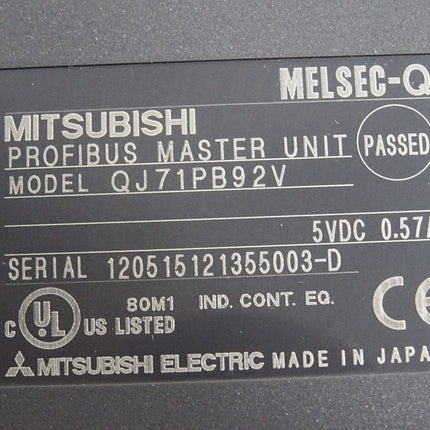 MELSEC-Q
MITSUBISHI
PROFIBUS MASTER UNIT
PASSED
MODEL QJ71PB92V
5VDC 0.57A
SERIAL 120515121355003-D
C UL US LISTED
80M1 IND. CONT. EQ.
CE
MITSUBISHI ELECTRIC MADE IN JAPA